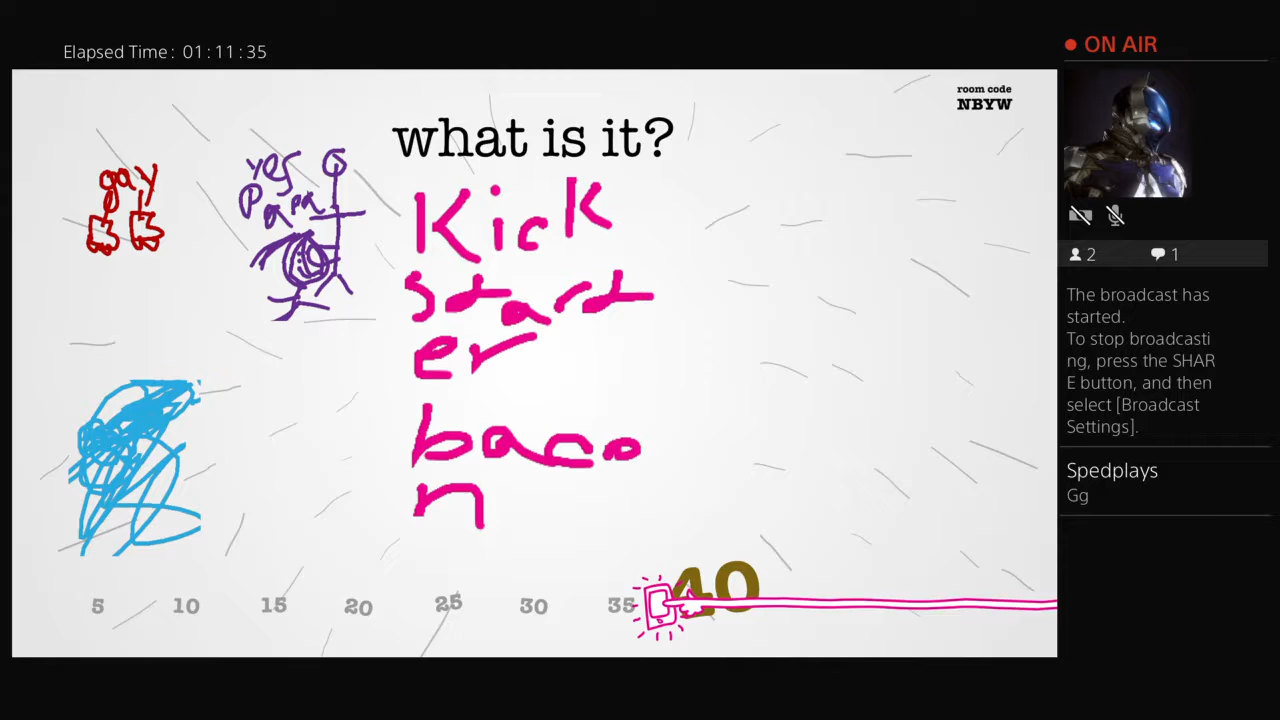 Elapsed Time: 01:11:35
ON AIR
room code
NBYW
what is it?
gay
yes
Papa
Kick
start
er
baco
n
2
1
The broadcast has
started.
To stop broadcasti
ng, press the SHAR
E button, and then
select [Broadcast
Settings].
Spedplays
Gg
5 10 15 20 25 30 35 40